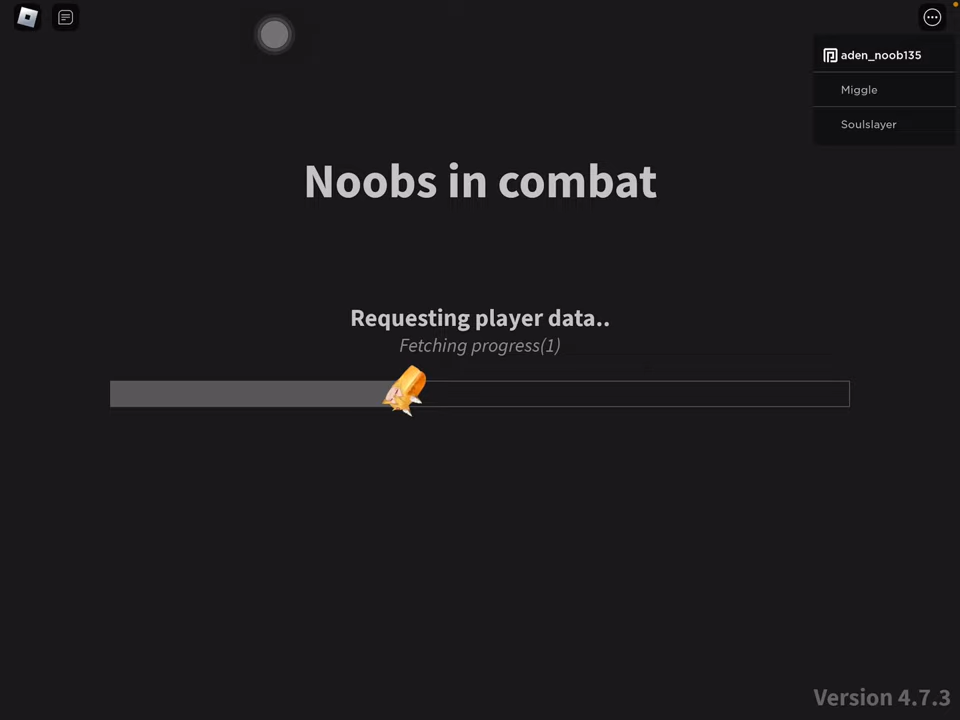 aden_noob135
Miggle
Soulslayer
Noobs in combat
Requesting player data..
Fetching progress(1)
Version 4.7.3